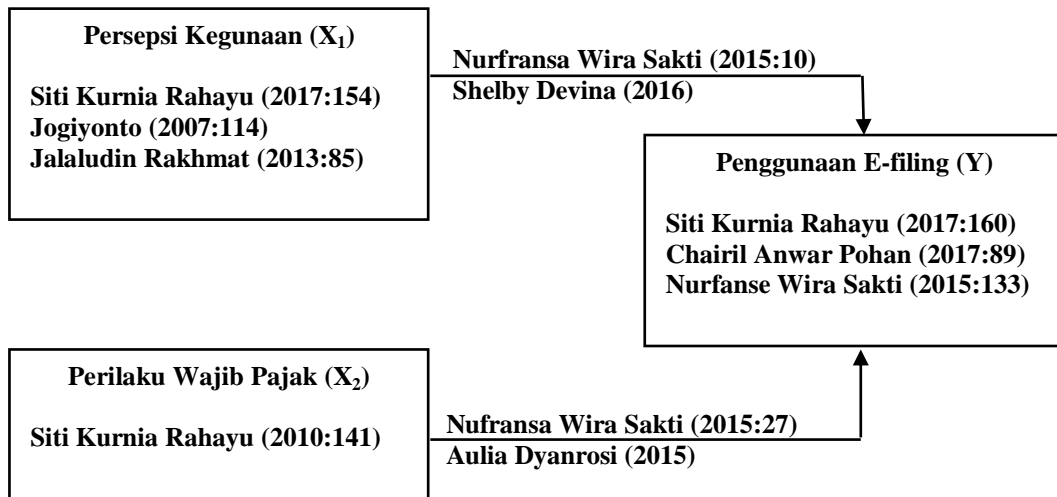 Persepsi Kegunaan (X₁)
Siti Kurnia Rahayu (2017:154)
Jogiyonto (2007:114)
Jalaludin Rakhmat (2013:85)
Nurfransa Wira Sakti (2015:10)
Shelby Devina (2016)
Penggunaan E-filing (Y)
Siti Kurnia Rahayu (2017:160)
Chairil Anwar Pohan (2017:89)
Nurfanse Wira Sakti (2015:133)
Perilaku Wajib Pajak (X₂)
Siti Kurnia Rahayu (2010:141)
Nufransa Wira Sakti (2015:27)
Aulia Dyanrosi (2015)